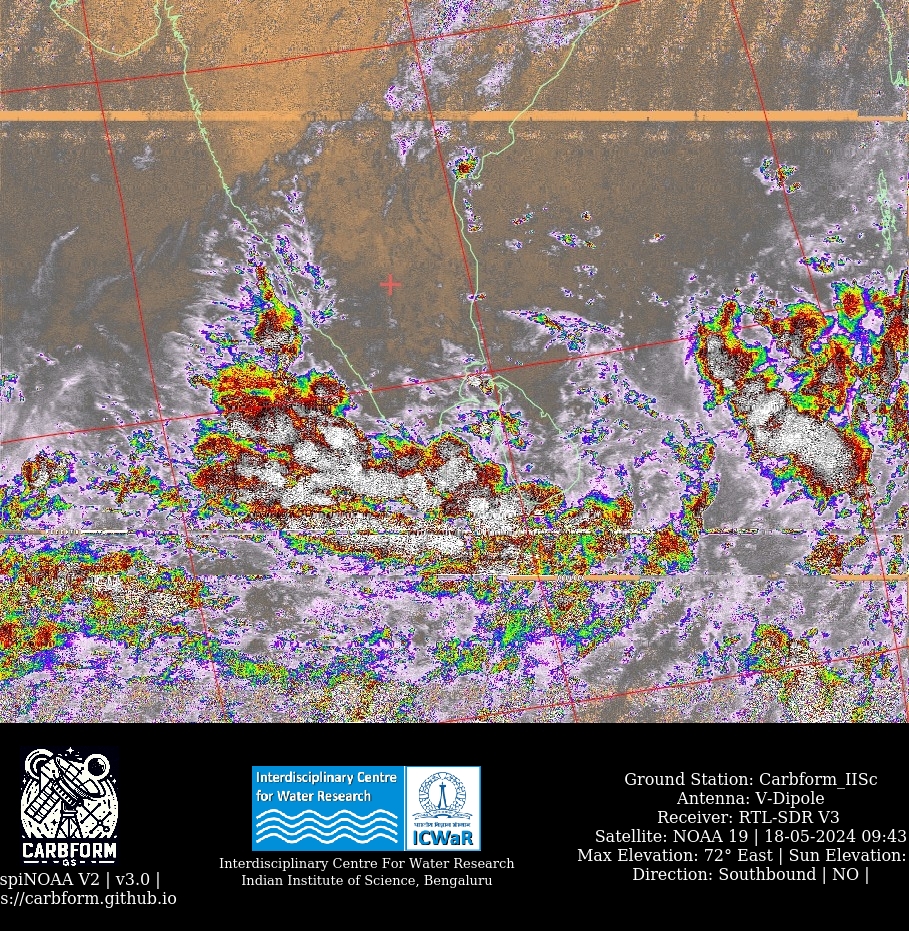 CARBFORM
GS
spiNOAA V2 | v3.0 |
s://carbform.github.io
Interdisciplinary Centre
for Water Research
भारतीय विज्ञान संस्थान
ICWaR
Interdisciplinary Centre For Water Research
Indian Institute of Science, Bengaluru
Ground Station: Carbform_IISc
Antenna: V-Dipole
Receiver: RTL-SDR V3
Satellite: NOAA 19 | 18-05-2024 09:43
Max Elevation: 72° East | Sun Elevation:
Direction: Southbound | NO |